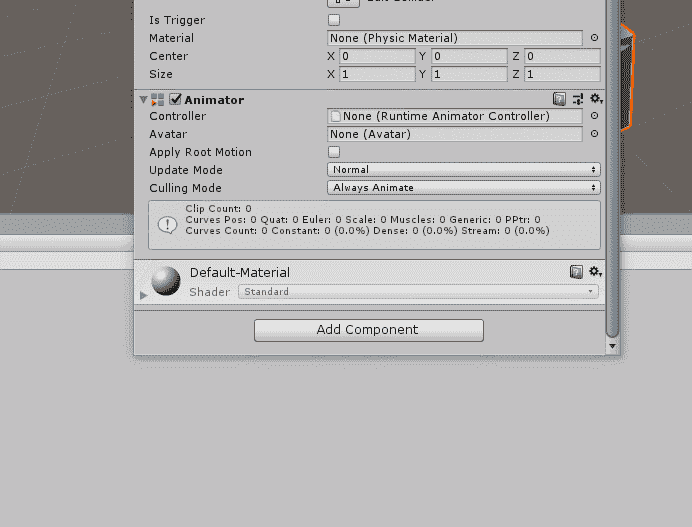 Is Trigger
Material None (Physic Material)
Center X 0 Y 0 Z 0
Size X 1 Y 1 Z 1
Animator
Controller None (Runtime Animator Controller)
Avatar None (Avatar)
Apply Root Motion
Update Mode Normal
Culling Mode Always Animate
Clip Count: 0
Curves Pos: 0 Quat: 0 Euler: 0 Scale: 0 Muscles: 0 Generic: 0 PPtr: 0
Curves Count: 0 Constant: 0 (0.0%) Dense: 0 (0.0%) Stream: 0 (0.0%)
Default-Material
Shader Standard
Add Component